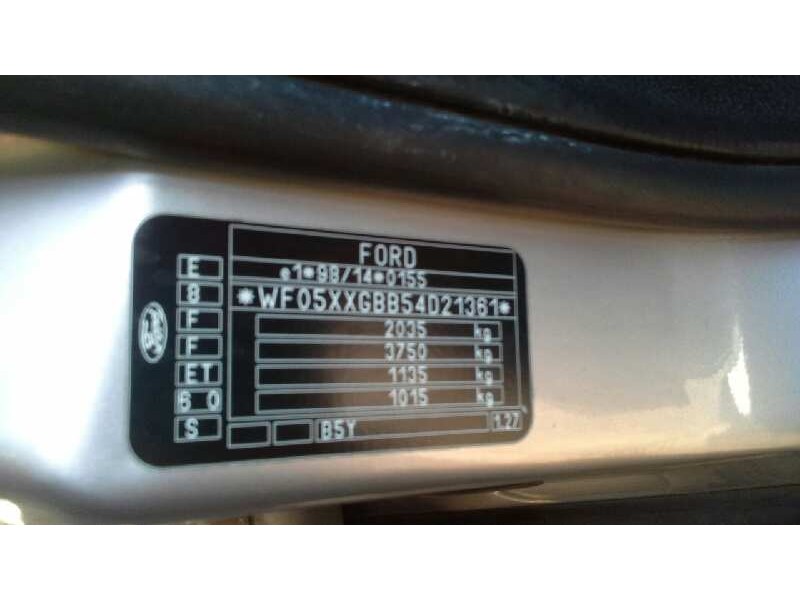 FORD
e1*98/14*0155
*WF05XXGBB54D21361*
2035 kg
3750 kg
1135 kg
1015 kg
E
8
F
F
ET
6 0
S
B5Y
1.27